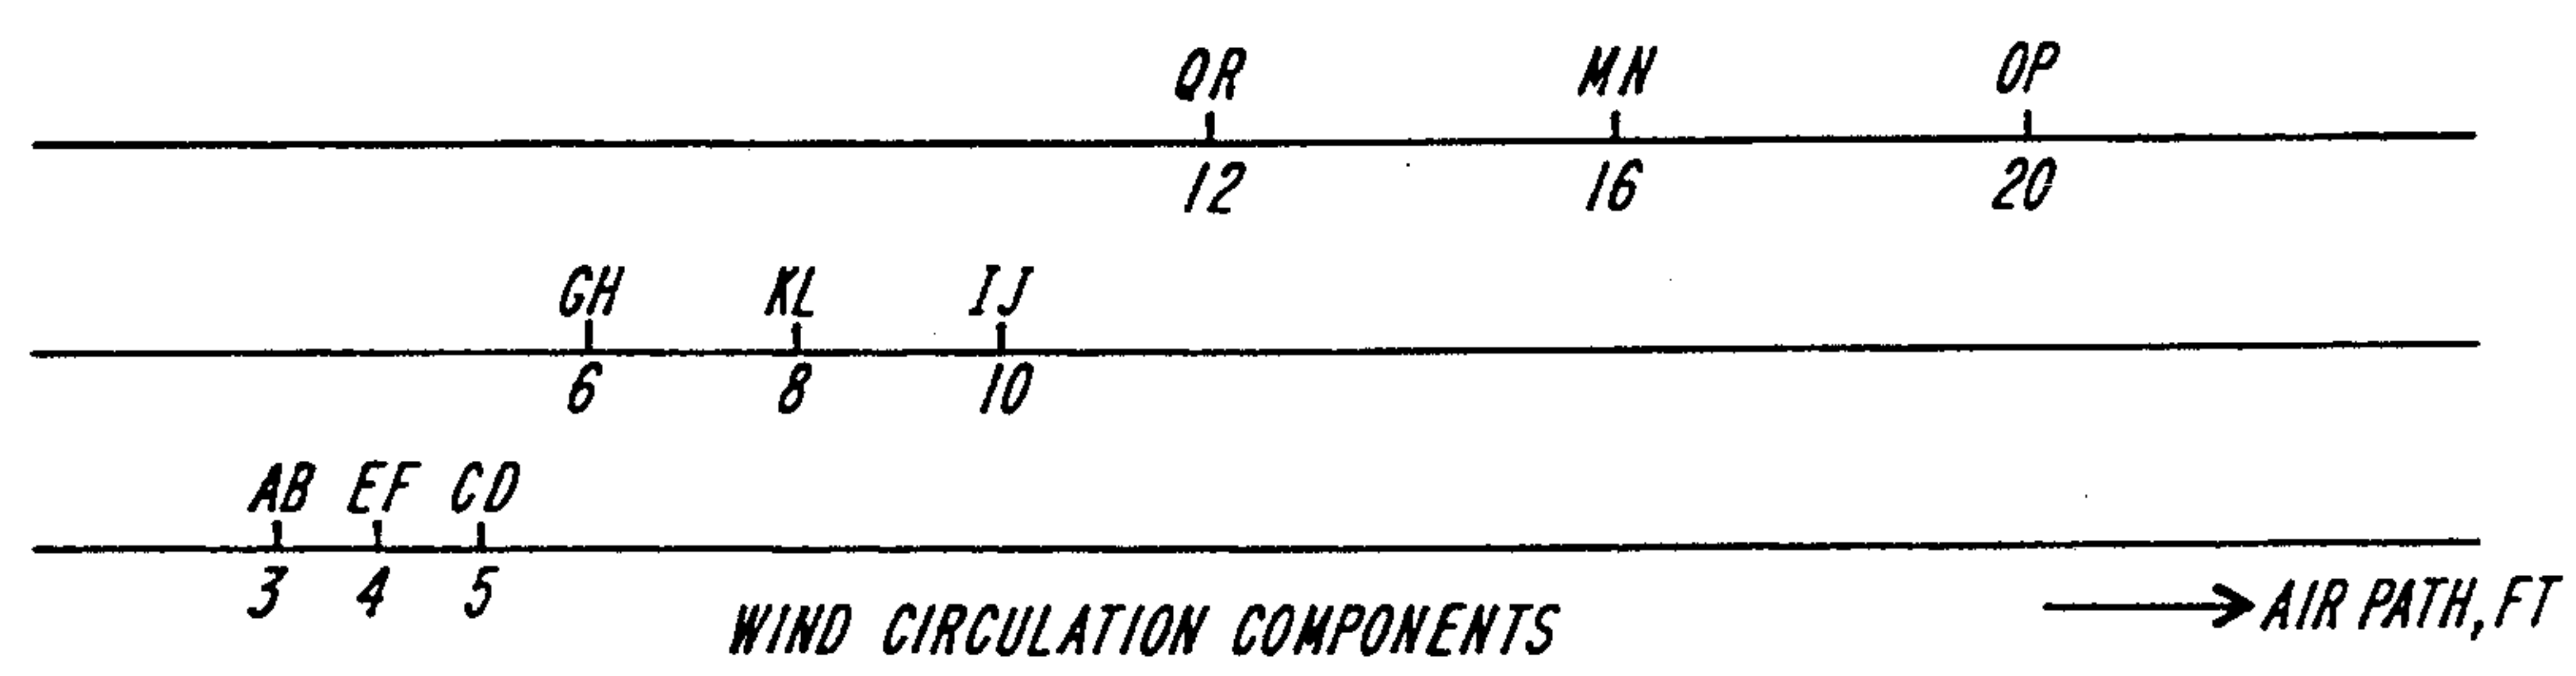 QR MN OP
12 16 20
GH KL IJ
6 8 10
AB EF CD
3 4 5
WIND CIRCULATION COMPONENTS
AIR PATH, FT